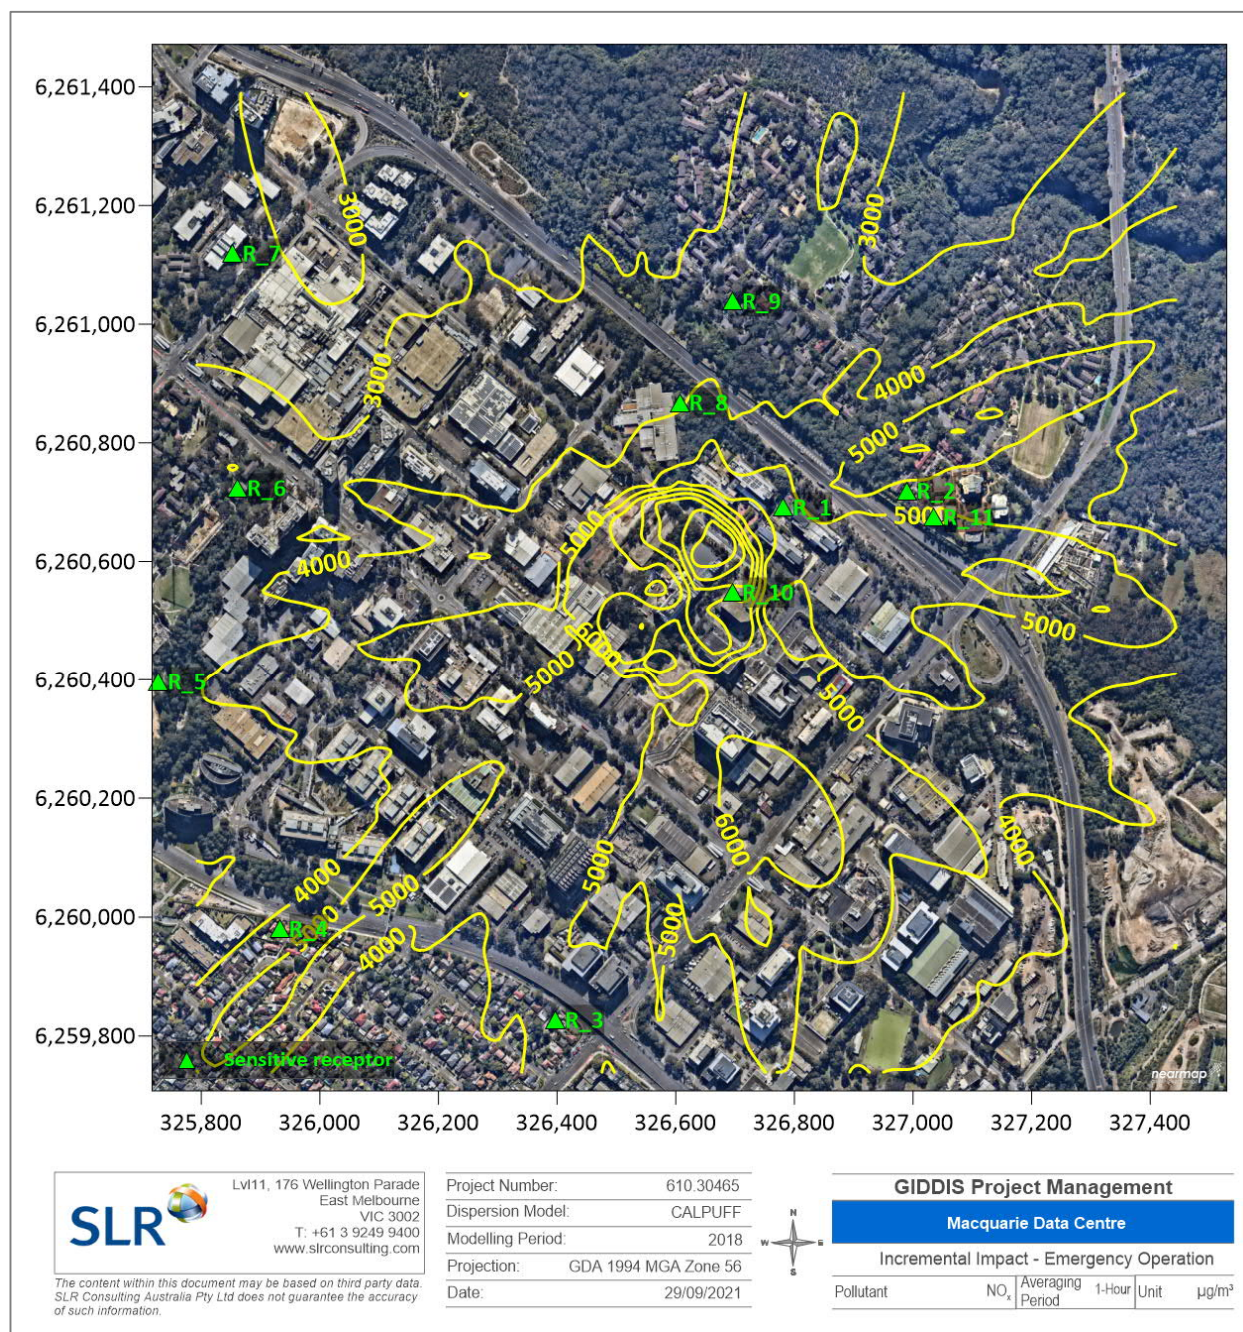 6,261,400
6,261,200
6,261,000
6,260,800
6,260,600
6,260,400
6,260,200
6,260,000
6,259,800
3000
3000
R_7
R_9
3000
4000
R_8
5000
R_6
R_2
R_1
5000
R_11
5000
4000
R_10
5000
6000
5000
R_5
5000
6000
4000
5000
4000
5000
5000
R_4
4000
R_3
Sensitive receptor
nearmap
325,800 326,000 326,200 326,400 326,600 326,800 327,000 327,200 327,400
SLR
Lvl11, 176 Wellington Parade
East Melbourne
VIC 3002
T: +61 3 9249 9400
www.slrconsulting.com
The content within this document may be based on third party data.
SLR Consulting Australia Pty Ltd does not guarantee the accuracy
of such information.
Project Number: 610.30465
Dispersion Model: CALPUFF
Modelling Period: 2018
Projection: GDA 1994 MGA Zone 56
Date: 29/09/2021
N
W E
S
GIDDIS Project Management
Macquarie Data Centre
Incremental Impact - Emergency Operation
Pollutant NOₓ Averaging Period 1-Hour Unit µg/m³